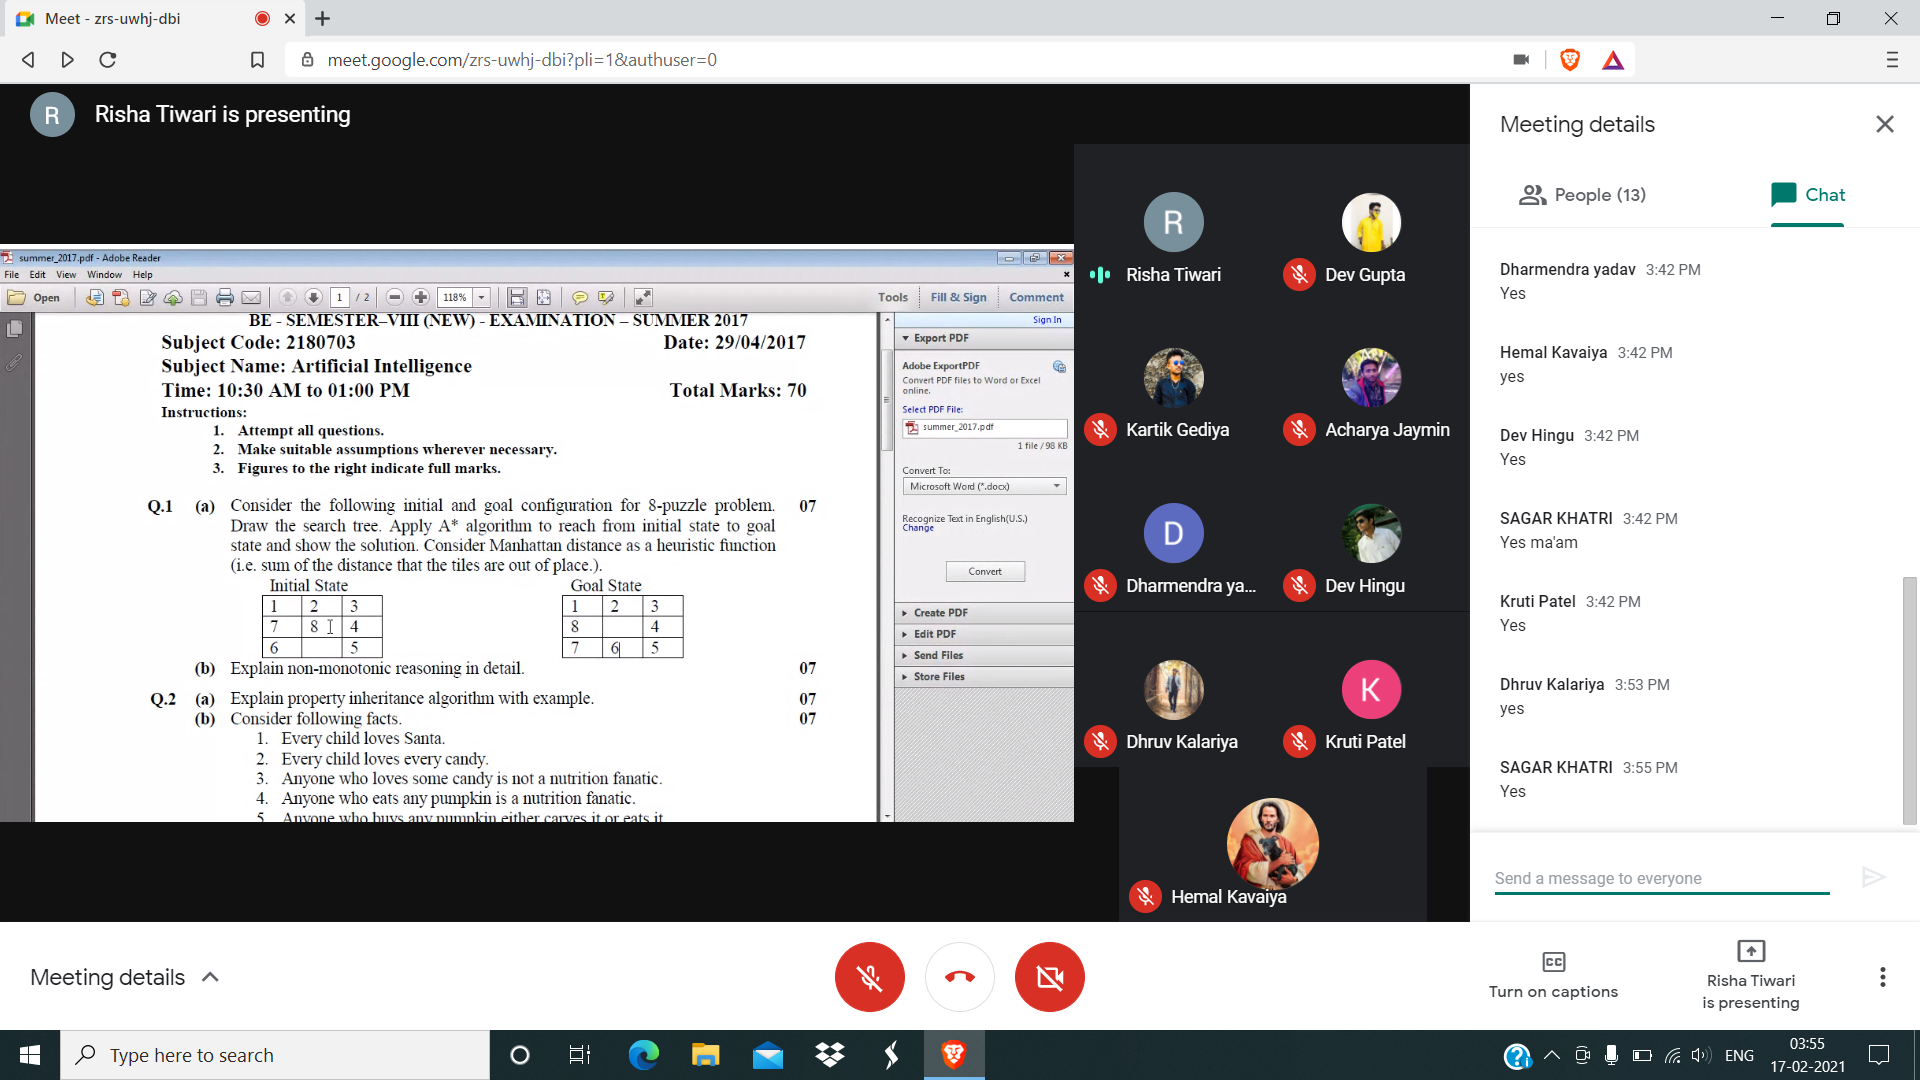 Meet - zrs-uwhj-dbi
meet.google.com/zrs-uwhj-dbi?pli=1&authuser=0
R
Risha Tiwari is presenting
summer_2017.pdf - Adobe Reader
File Edit View Window Help
Open
1 / 2
118%
Tools
Fill & Sign
Comment
Sign In
BE - SEMESTER–VIII (NEW) - EXAMINATION – SUMMER 2017
Subject Code: 2180703 Date: 29/04/2017
Subject Name: Artificial Intelligence
Time: 10:30 AM to 01:00 PM Total Marks: 70
Instructions:
1. Attempt all questions.
2. Make suitable assumptions wherever necessary.
3. Figures to the right indicate full marks.
Q.1 (a) Consider the following initial and goal configuration for 8-puzzle problem. 07
Draw the search tree. Apply A* algorithm to reach from initial state to goal
state and show the solution. Consider Manhattan distance as a heuristic function
(i.e. sum of the distance that the tiles are out of place.).
Initial State Goal State
1 2 3 1 2 3
7 8 4 8 4
6 5 7 6 5
(b) Explain non-monotonic reasoning in detail. 07
Q.2 (a) Explain property inheritance algorithm with example. 07
(b) Consider following facts. 07
1. Every child loves Santa.
2. Every child loves every candy.
3. Anyone who loves some candy is not a nutrition fanatic.
4. Anyone who eats any pumpkin is a nutrition fanatic.
5. Anyone who buys any pumpkin either carves it or eats it
Export PDF
Adobe ExportPDF
Convert PDF files to Word or Excel
online.
Select PDF File:
summer_2017.pdf
1 file / 98 KB
Convert To:
Microsoft Word (*.docx)
Recognize Text in English(U.S.)
Change
Convert
Create PDF
Edit PDF
Send Files
Store Files
R
Risha Tiwari
Dev Gupta
Kartik Gediya
Acharya Jaymin
D
Dharmendra ya...
Dev Hingu
Dhruv Kalariya
K
Kruti Patel
Hemal Kavaiya
Meeting details
People (13)
Chat
Dharmendra yadav 3:42 PM
Yes
Hemal Kavaiya 3:42 PM
yes
Dev Hingu 3:42 PM
Yes
SAGAR KHATRI 3:42 PM
Yes ma'am
Kruti Patel 3:42 PM
Yes
Dhruv Kalariya 3:53 PM
yes
SAGAR KHATRI 3:55 PM
Yes
Send a message to everyone
Meeting details
CC
Turn on captions
Risha Tiwari
is presenting
Type here to search
ENG
03:55
17-02-2021